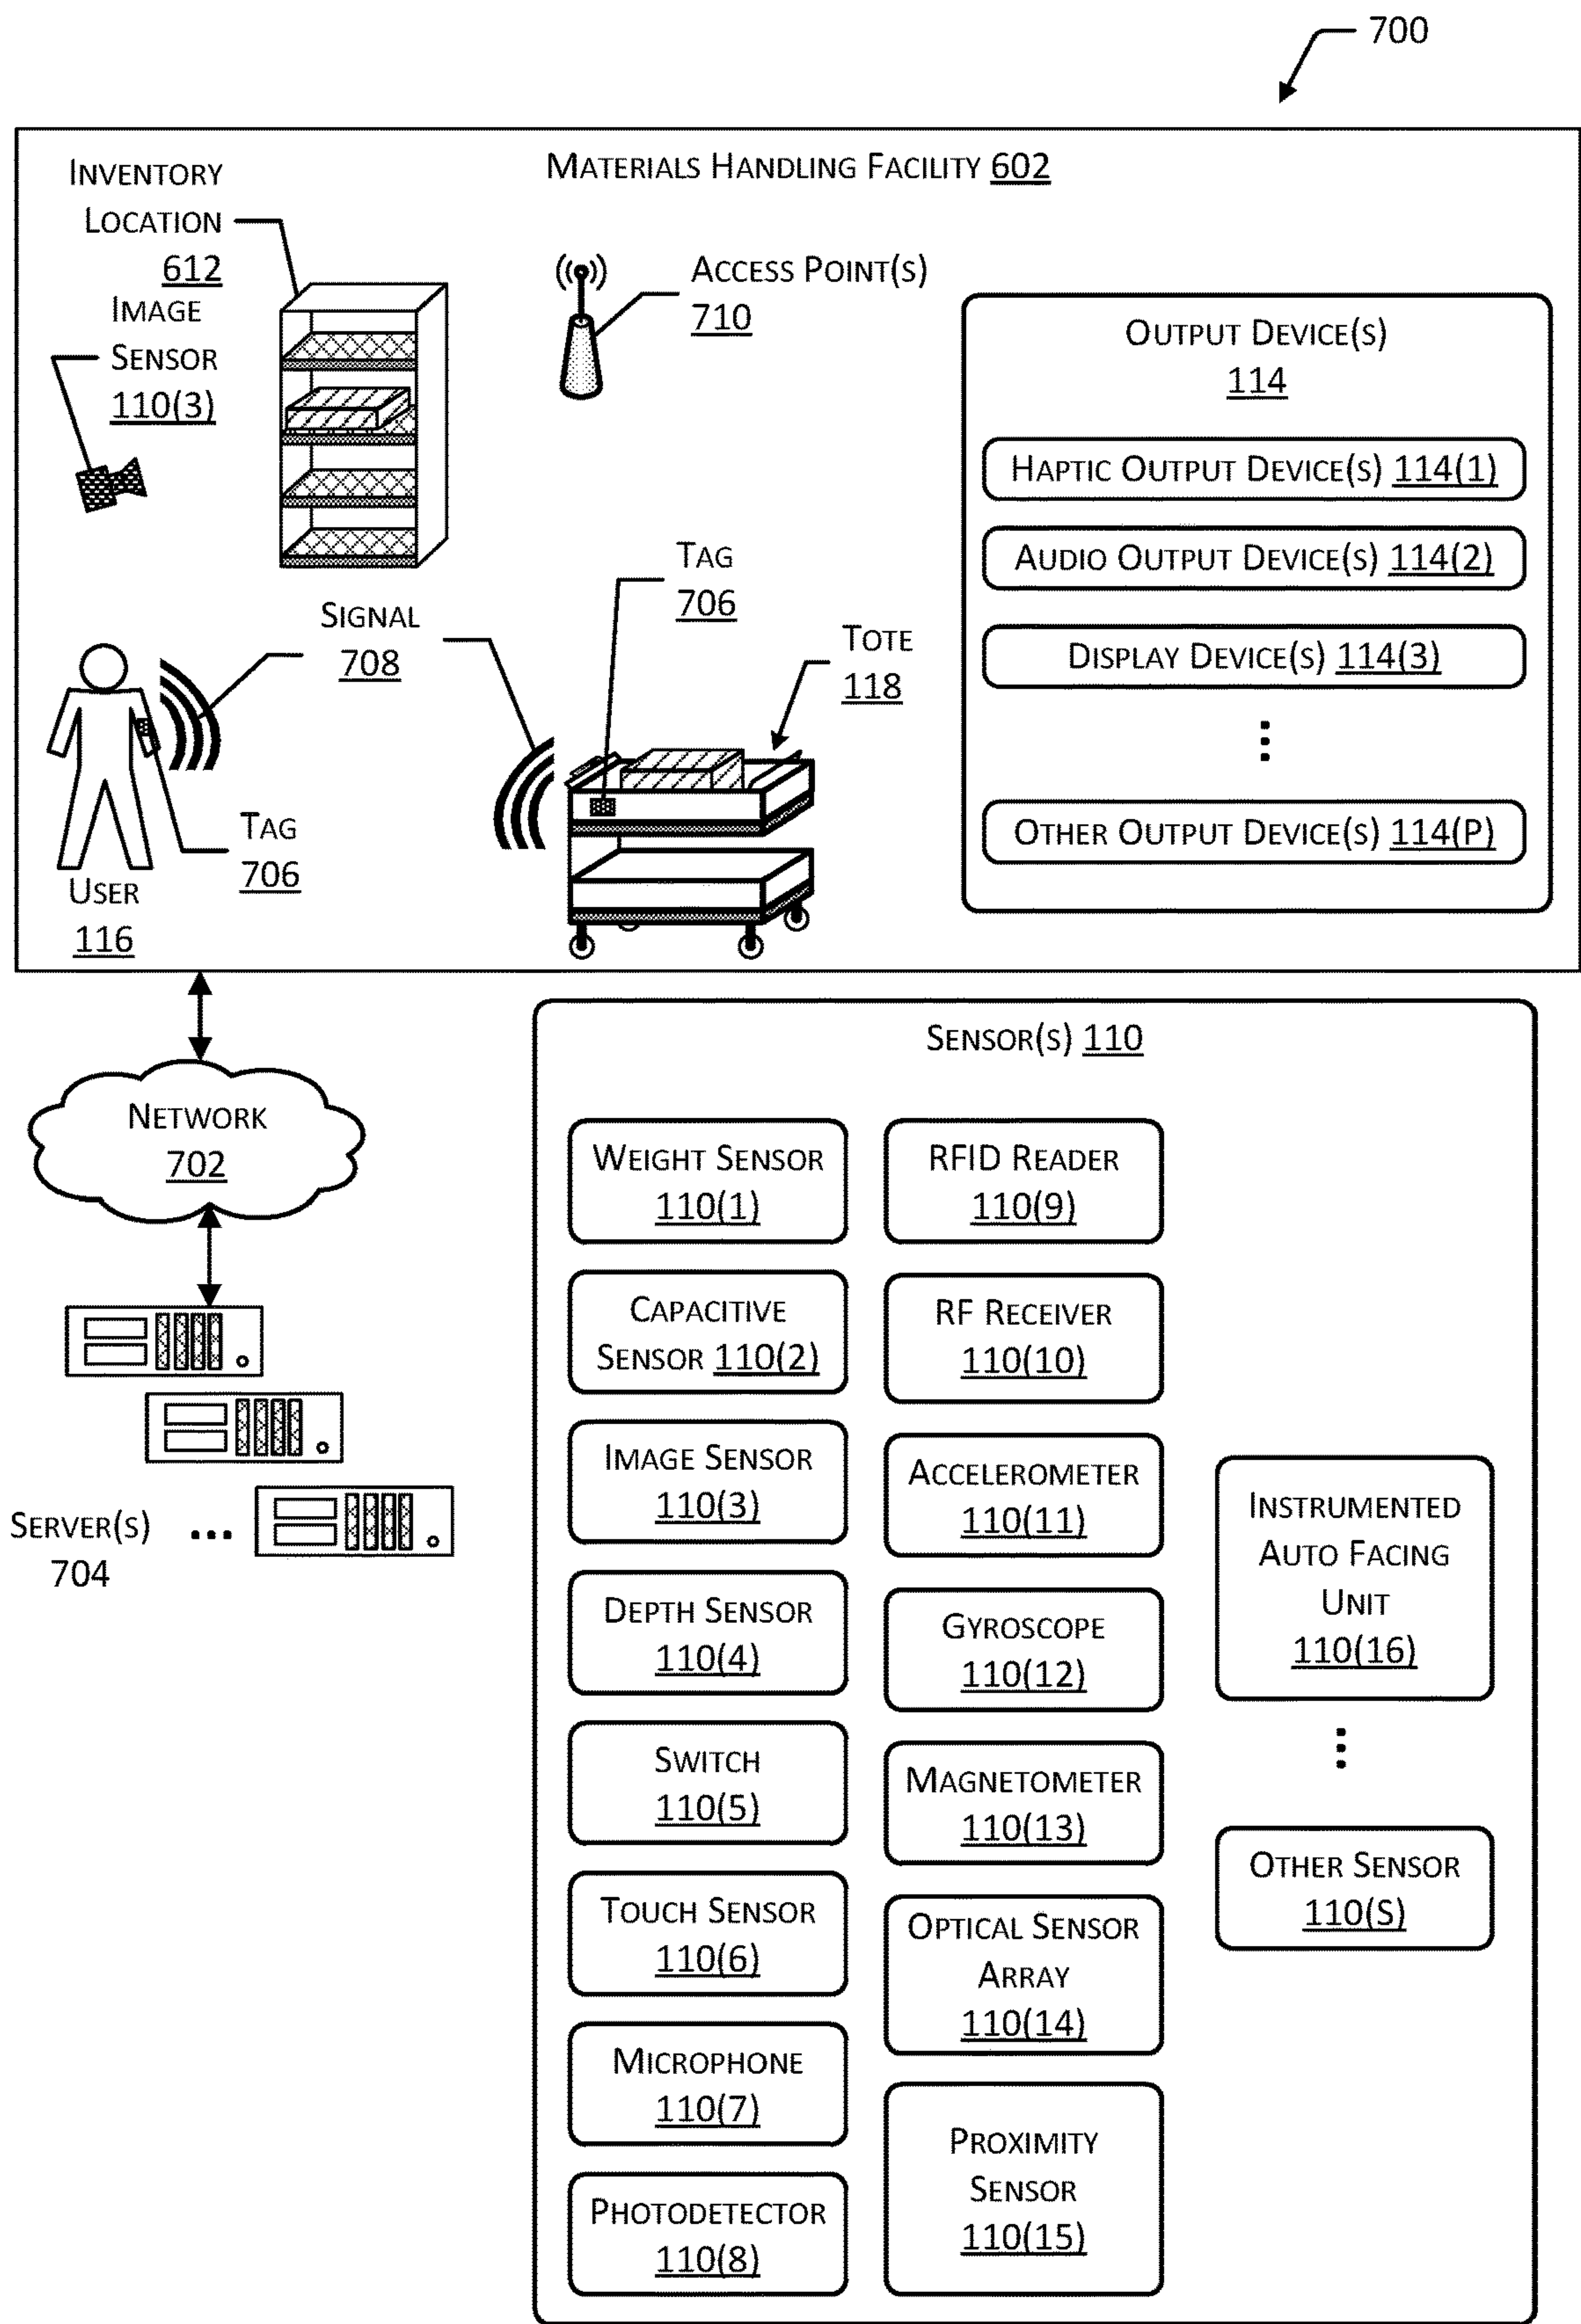 700
MATERIALS HANDLING FACILITY 602
INVENTORY
LOCATION
612
IMAGE
SENSOR
110(3)
ACCESS POINT(S)
710
OUTPUT DEVICE(S)
114
HAPTIC OUTPUT DEVICE(S) 114(1)
AUDIO OUTPUT DEVICE(S) 114(2)
DISPLAY DEVICE(S) 114(3)
⋮
OTHER OUTPUT DEVICE(S) 114(P)
TAG
706
SIGNAL
708
TOTE
118
TAG
706
USER
116
NETWORK
702
SERVER(S) ...
704
SENSOR(S) 110
WEIGHT SENSOR
110(1)
CAPACITIVE
SENSOR 110(2)
IMAGE SENSOR
110(3)
DEPTH SENSOR
110(4)
SWITCH
110(5)
TOUCH SENSOR
110(6)
MICROPHONE
110(7)
PHOTODETECTOR
110(8)
RFID READER
110(9)
RF RECEIVER
110(10)
ACCELEROMETER
110(11)
GYROSCOPE
110(12)
MAGNETOMETER
110(13)
OPTICAL SENSOR
ARRAY
110(14)
PROXIMITY
SENSOR
110(15)
INSTRUMENTED
AUTO FACING
UNIT
110(16)
⋮
OTHER SENSOR
110(S)